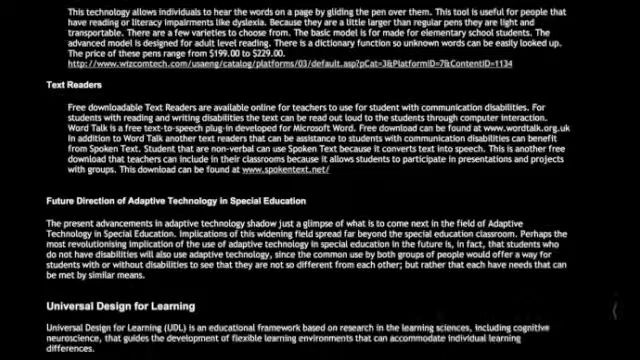 This technology allows individuals to hear the words on a page by gliding the pen over them. This tool is useful for people that
have reading or literacy impairments like dyslexia. Because they are a little larger than regular pens they are light and
transportable. There are a few varieties to choose from. The basic model is for made for elementary school students. The
advanced model is designed for adult level reading. There is a dictionary function so unknown words can be easily looked up.
The price of these pens range from $199.00 to $229.00.
http://www.wizcomtech.com/usaeng/catalog/platforms/03/default.asp?pCat=3&PlatformID=7&ContentID=1134
Text Readers
Free downloadable Text Readers are available online for teachers to use for student with communication disabilities. For
students with reading and writing disabilities the text can be read out loud to the students through computer interaction.
Word Talk is a free text-to-speech plug-in developed for Microsoft Word. Free download can be found at www.wordtalk.org.uk
In addition to Word Talk another text readers that can be assistance to students with communication disabilities can benefit
from Spoken Text. Student that are non-verbal can use Spoken Text because it converts text into speech. This is another free
download that teachers can include in their classrooms because it allows students to participate in presentations and projects
with groups. This download can be found at www.spokentext.net/
Future Direction of Adaptive Technology in Special Education
The present advancements in adaptive technology shadow just a glimpse of what is to come next in the field of Adaptive
Technology in Special Education. Implications of this widening field spread far beyond the special education classroom. Perhaps the
most revolutionising implication of the use of adaptive technology in special education in the future is, in fact, that students who
do not have disabilities will also use adaptive technology, since the common use by both groups of people would offer a way for
students with or without disabilities to see that they are not so different from each other; but rather that each have needs that can
be met by similar means.
Universal Design for Learning
Universal Design for Learning (UDL) is an educational framework based on research in the learning sciences, including cognitive
neuroscience, that guides the development of flexible learning environments that can accommodate individual learning
differences.